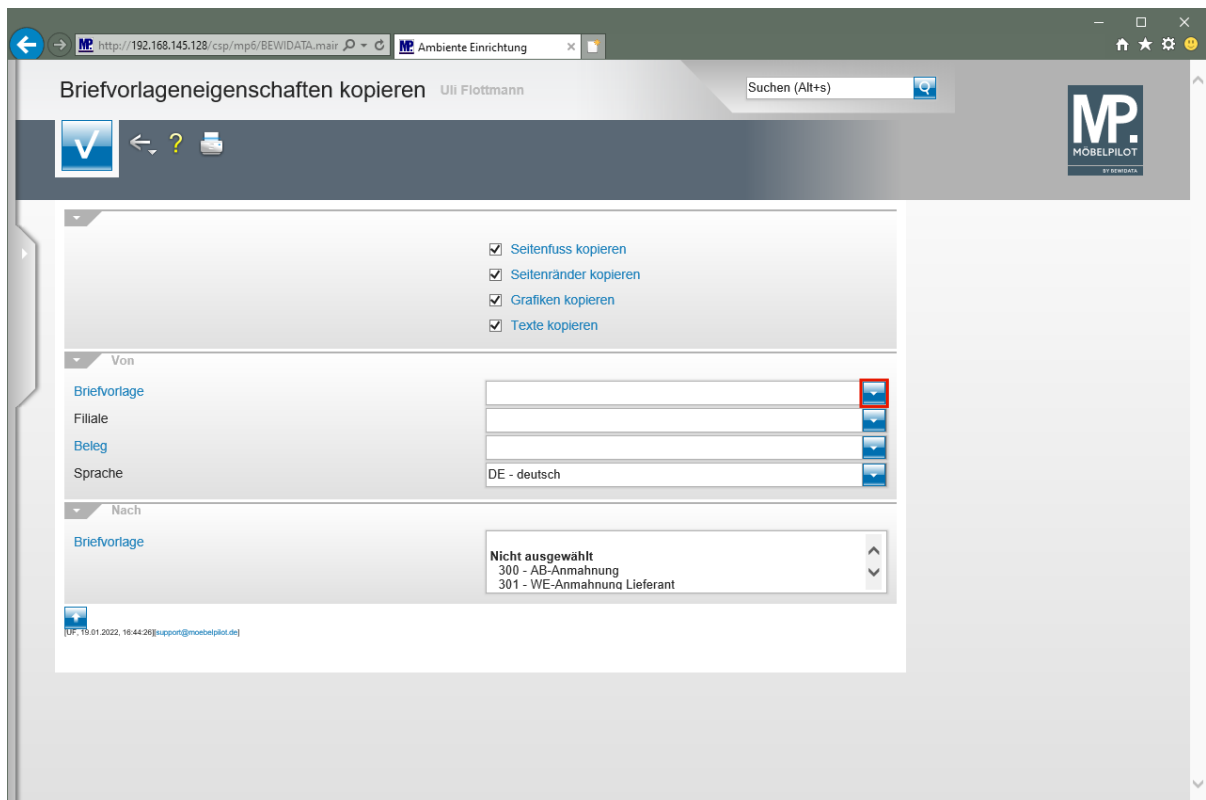 http://192.168.145.128/csp/mp6/BEWIDATA.mair
MP. Ambiente Einrichtung
Briefvorlageneigenschaften kopieren Uli Flottmann
Suchen (Alt+s)
MP.
MÖBELPILOT
BY BEWIDATA
Seitenfuss kopieren
Seitenränder kopieren
Grafiken kopieren
Texte kopieren
Von
Briefvorlage
Filiale
Beleg
Sprache DE - deutsch
Nach
Briefvorlage
Nicht ausgewählt
300 - AB-Anmahnung
301 - WE-Anmahnung Lieferant
[UF, 19.01.2022, 16:44:26][support@moebelpilot.de]